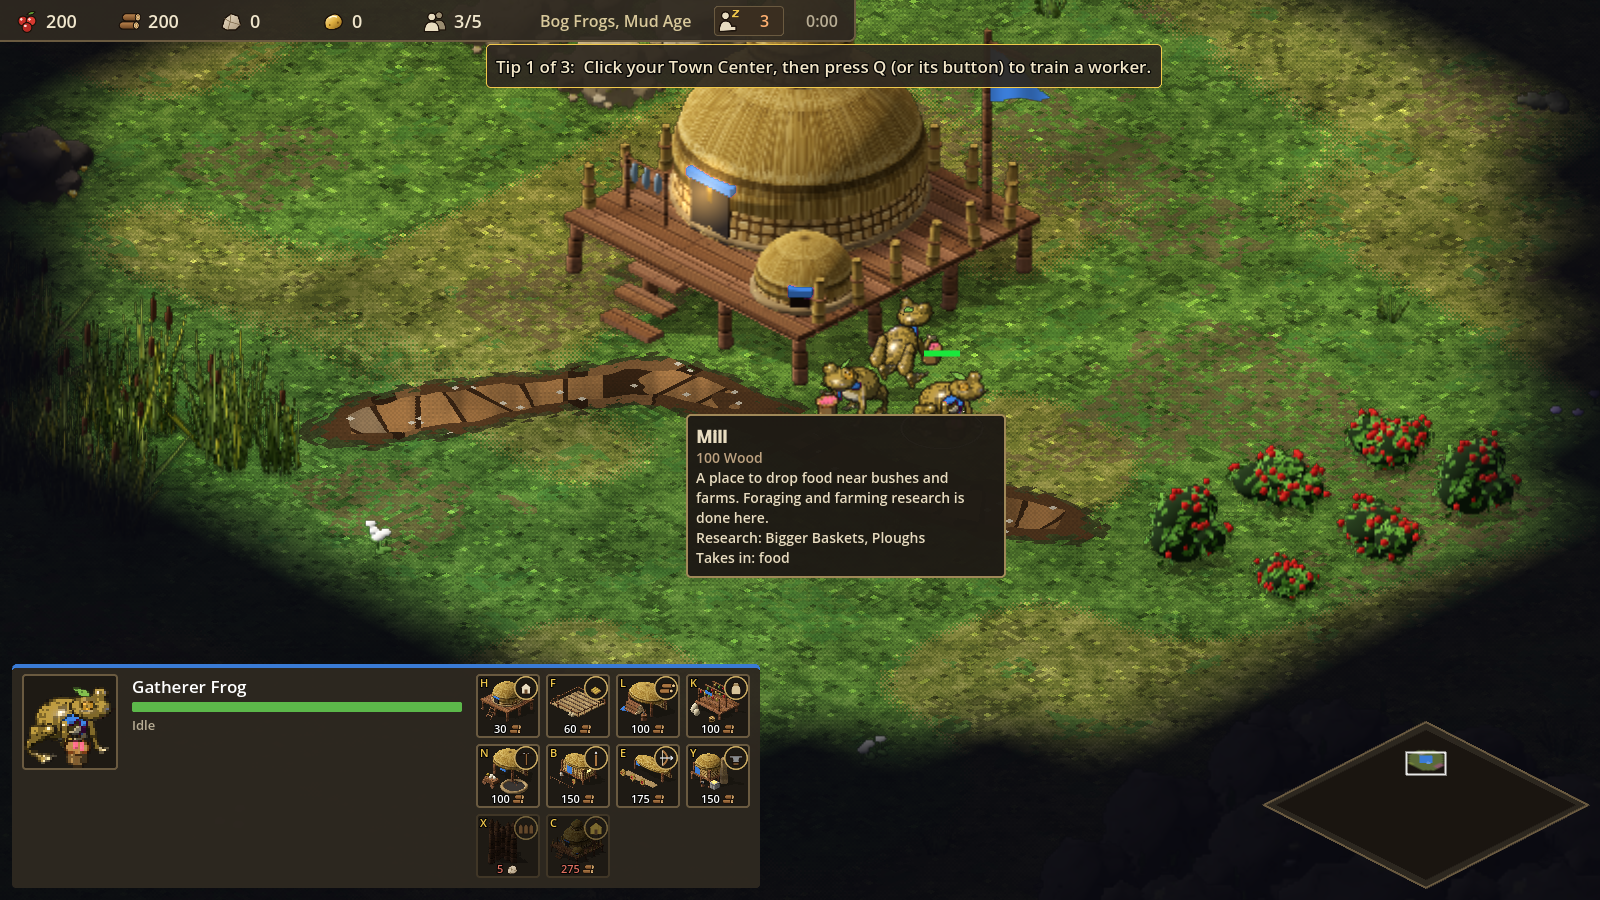 200 200 0 0 3/5 Bog Frogs, Mud Age z 3 0:00
Tip 1 of 3: Click your Town Center, then press Q (or its button) to train a worker.
Mill
100 Wood
A place to drop food near bushes and
farms. Foraging and farming research is
done here.
Research: Bigger Baskets, Ploughs
Takes in: food
Gatherer Frog
Idle
H F L K
30 60 100 100
N B E Y
100 150 175 150
X C
5 275